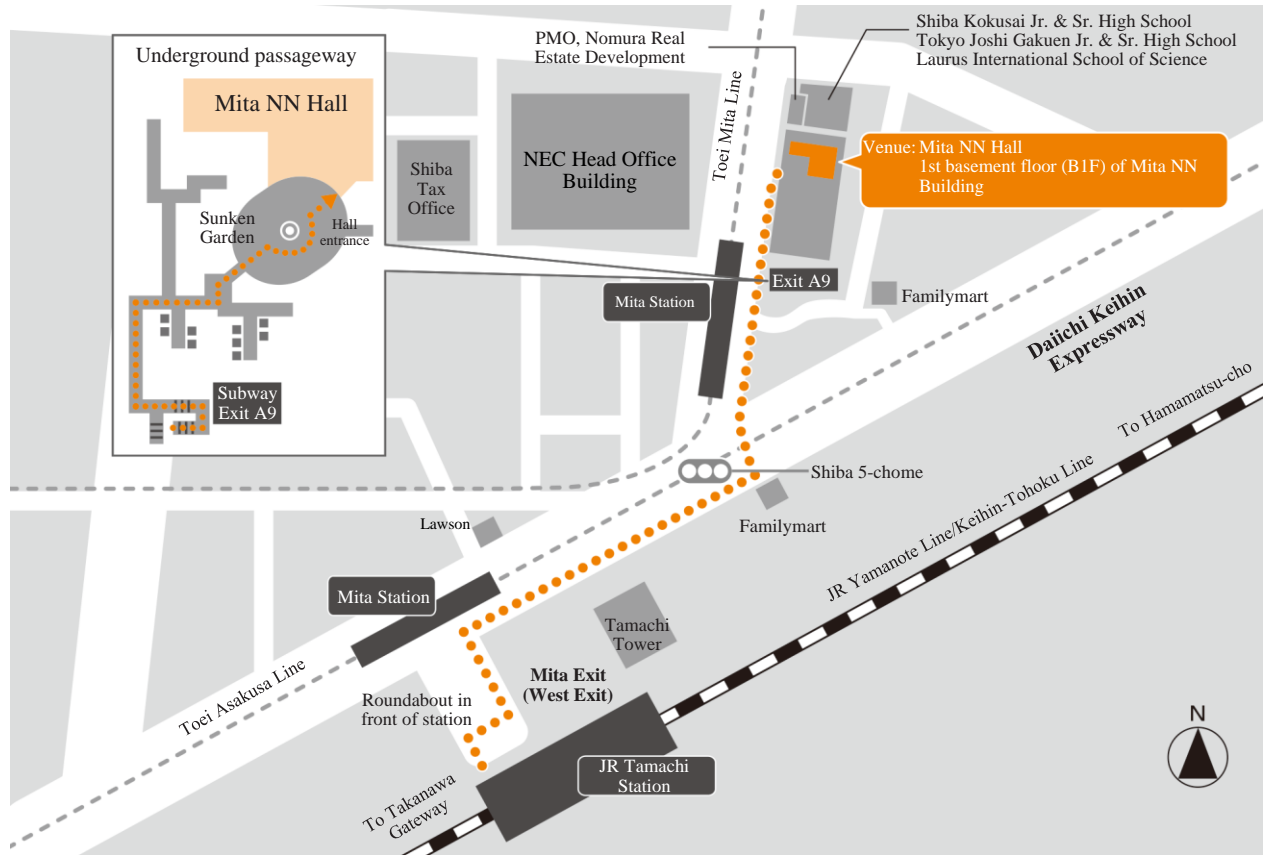 Underground passageway
Mita NN Hall
Sunken
Garden
Hall
entrance
Subway
Exit A9
Shiba
Tax
Office
NEC Head Office
Building
PMO, Nomura Real
Estate Development
Shiba Kokusai Jr. & Sr. High School
Tokyo Joshi Gakuen Jr. & Sr. High School
Laurus International School of Science
Toei Mita Line
Venue: Mita NN Hall
1st basement floor (B1F) of Mita NN
Building
Exit A9
Mita Station
Familymart
Daiichi Keihin
Expressway
To Hamamatsu-cho
Shiba 5-chome
Familymart
JR Yamanote Line/Keihin-Tohoku Line
Lawson
Mita Station
Tamachi
Tower
Mita Exit
(West Exit)
Toei Asakusa Line
Roundabout in
front of station
JR Tamachi
Station
To Takanawa
Gateway
N